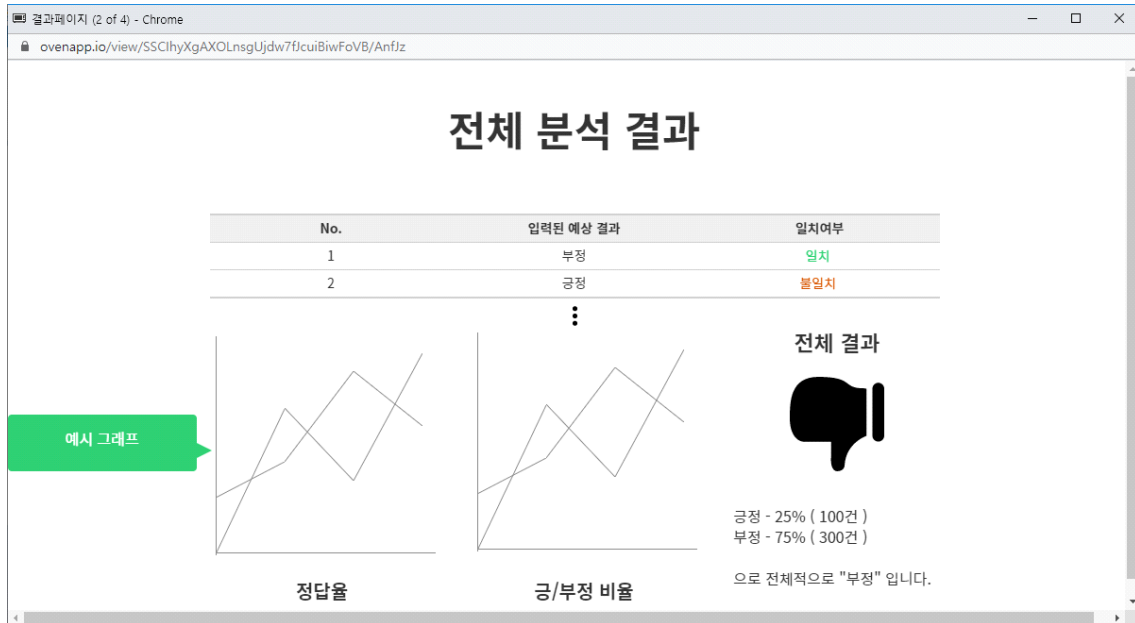 결과페이지 (2 of 4) - Chrome
ovenapp.io/view/SSCIhyXgAXOLnsgUjdw7fJcuiBiwFoVB/AnfJz
전체 분석 결과
No. 입력된 예상 결과 일치여부
1 부정 일치
2 긍정 불일치
전체 결과
예시 그래프
긍정 - 25% ( 100건 )
부정 - 75% ( 300건 )
으로 전체적으로 "부정" 입니다.
정답율 긍/부정 비율